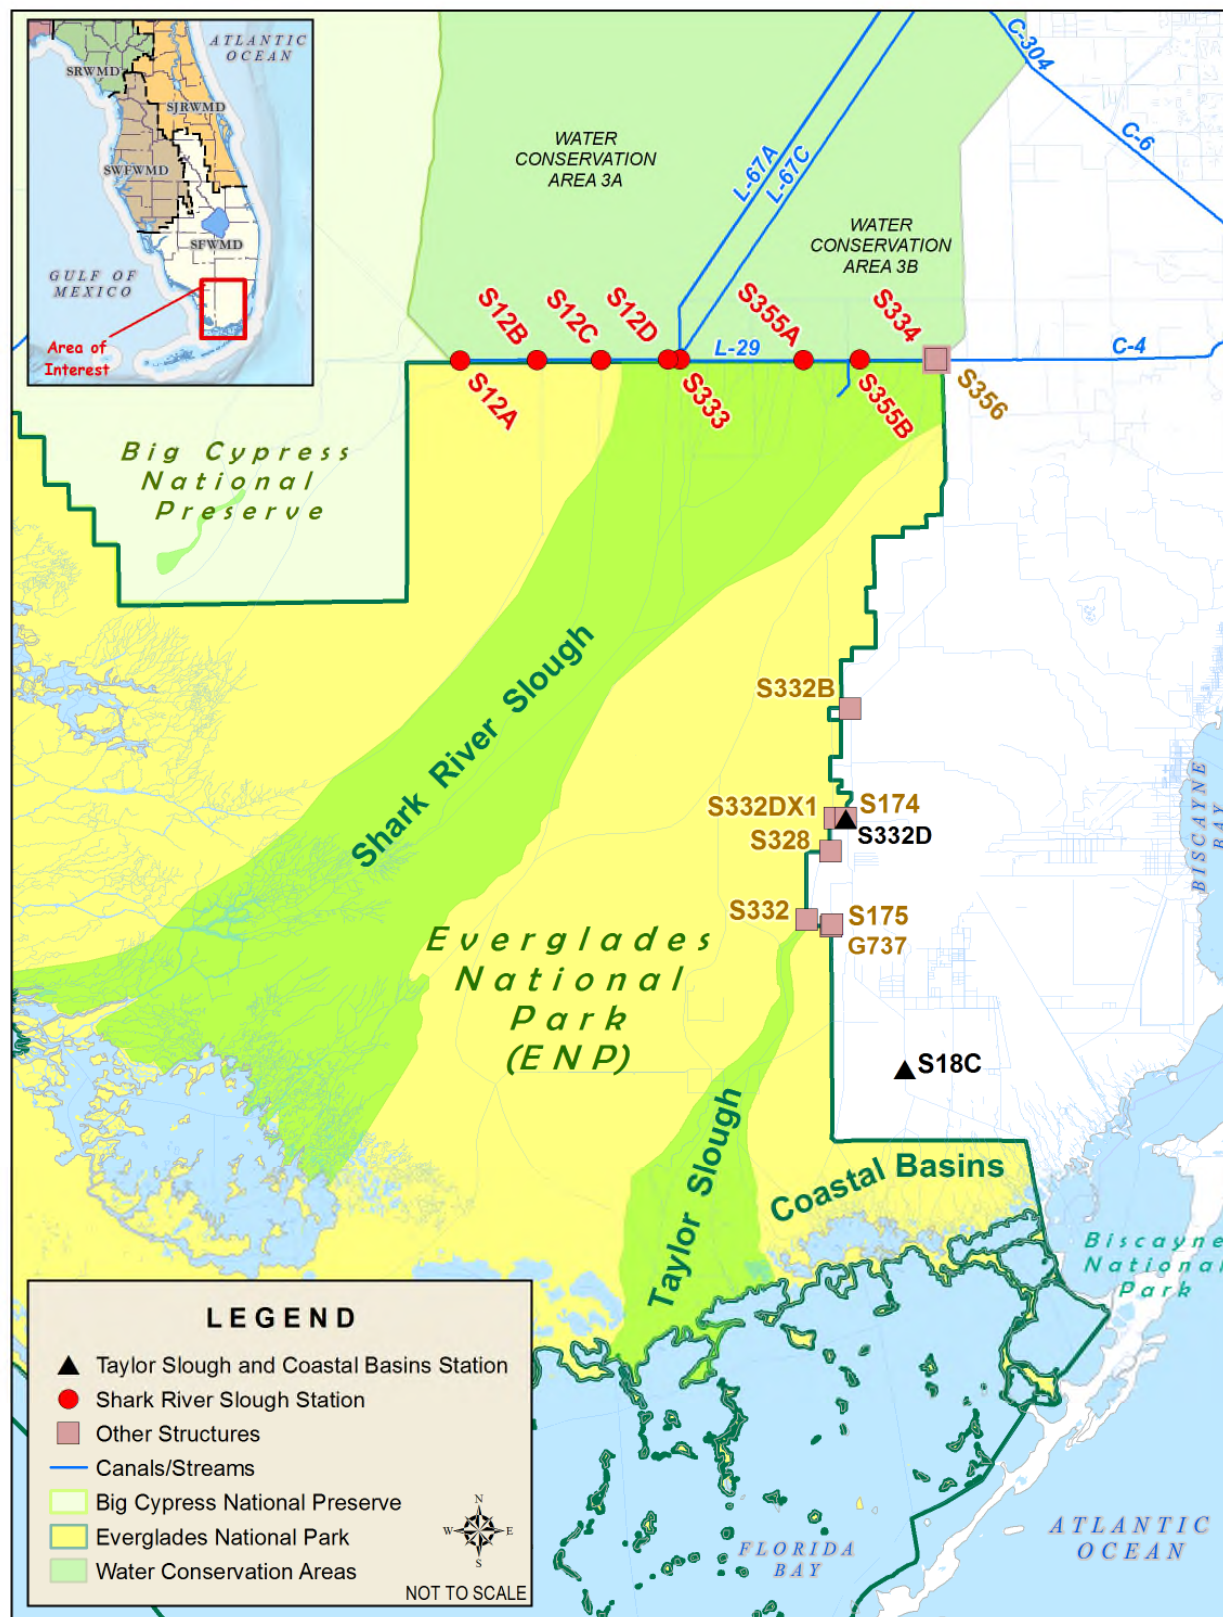 ATLANTIC
OCEAN
SRWMD
SJRWMD
SWFWMD
SFWMD
GULF OF
MEXICO
Area of
Interest
C-304
C-6
WATER
CONSERVATION
AREA 3A
L-67A
L-67C
WATER
CONSERVATION
AREA 3B
S12B
S12C
S12D
S355A
S334
L-29
C-4
S12A
S333
S355B
S356
Big Cypress
National
Preserve
Shark River Slough
S332B
S332DX1
S174
S332D
S328
S332
S175
G737
BISCAYNE
BAY
Everglades
National
Park
(ENP)
S18C
Taylor Slough
Coastal Basins
Biscayne
National
Park
LEGEND
Taylor Slough and Coastal Basins Station
Shark River Slough Station
Other Structures
Canals/Streams
Big Cypress National Preserve
Everglades National Park
Water Conservation Areas
N
W
E
S
NOT TO SCALE
FLORIDA
BAY
ATLANTIC
OCEAN